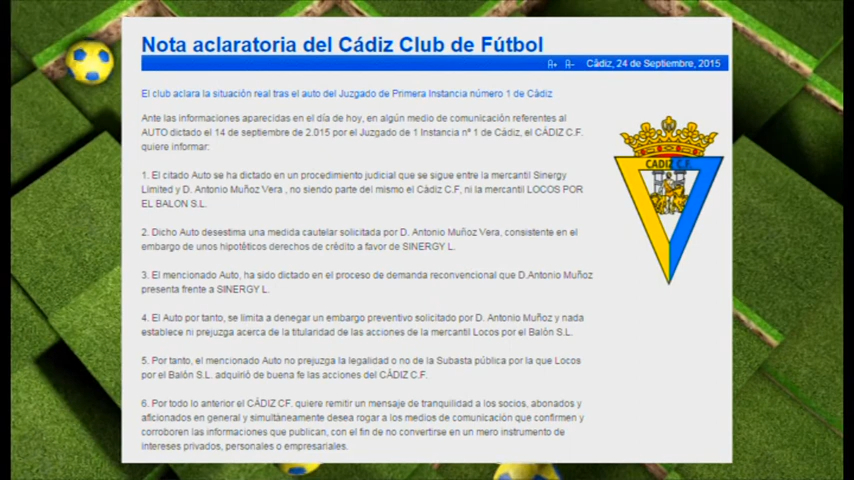 Nota aclaratoria del Cádiz Club de Fútbol
A+ A- Cádiz, 24 de Septiembre, 2015
El club aclara la situación real tras el auto del Juzgado de Primera Instancia número 1 de Cádiz
Ante las informaciones aparecidas en el día de hoy, en algún medio de comunicación referentes al
AUTO dictado el 14 de septiembre de 2.015 por el Juzgado de 1 Instancia nª 1 de Cádiz, el CÁDIZ C.F.
quiere informar:
1. El citado Auto se ha dictado en un procedimiento judicial que se sigue entre la mercantil Sinergy
Limited y D. Antonio Muñoz Vera , no siendo parte del mismo el Cádiz C.F, ni la mercantil LOCOS POR
EL BALON S.L.
2. Dicho Auto desestima una medida cautelar solicitada por D. Antonio Muñoz Vera, consistente en el
embargo de unos hipotéticos derechos de crédito a favor de SINERGY L.
3. El mencionado Auto, ha sido dictado en el proceso de demanda reconvencional que D.Antonio Muñoz
presenta frente a SINERGY L.
4. El Auto por tanto, se limita a denegar un embargo preventivo solicitado por D. Antonio Muñoz y nada
establece ni prejuzga acerca de la titularidad de las acciones de la mercantil Locos por el Balón S.L.
5. Por tanto, el mencionado Auto no prejuzga la legalidad o no de la Subasta pública por la que Locos
por el Balón S.L. adquirió de buena fe las acciones del CÁDIZ C.F.
6. Por todo lo anterior el CÁDIZ CF. quiere remitir un mensaje de tranquilidad a los socios, abonados y
aficionados en general y simultáneamente desea rogar a los medios de comunicación que confirmen y
corroboren las informaciones que publican, con el fin de no convertirse en un mero instrumento de
intereses privados, personales o empresariales.
CADIZ C.F.